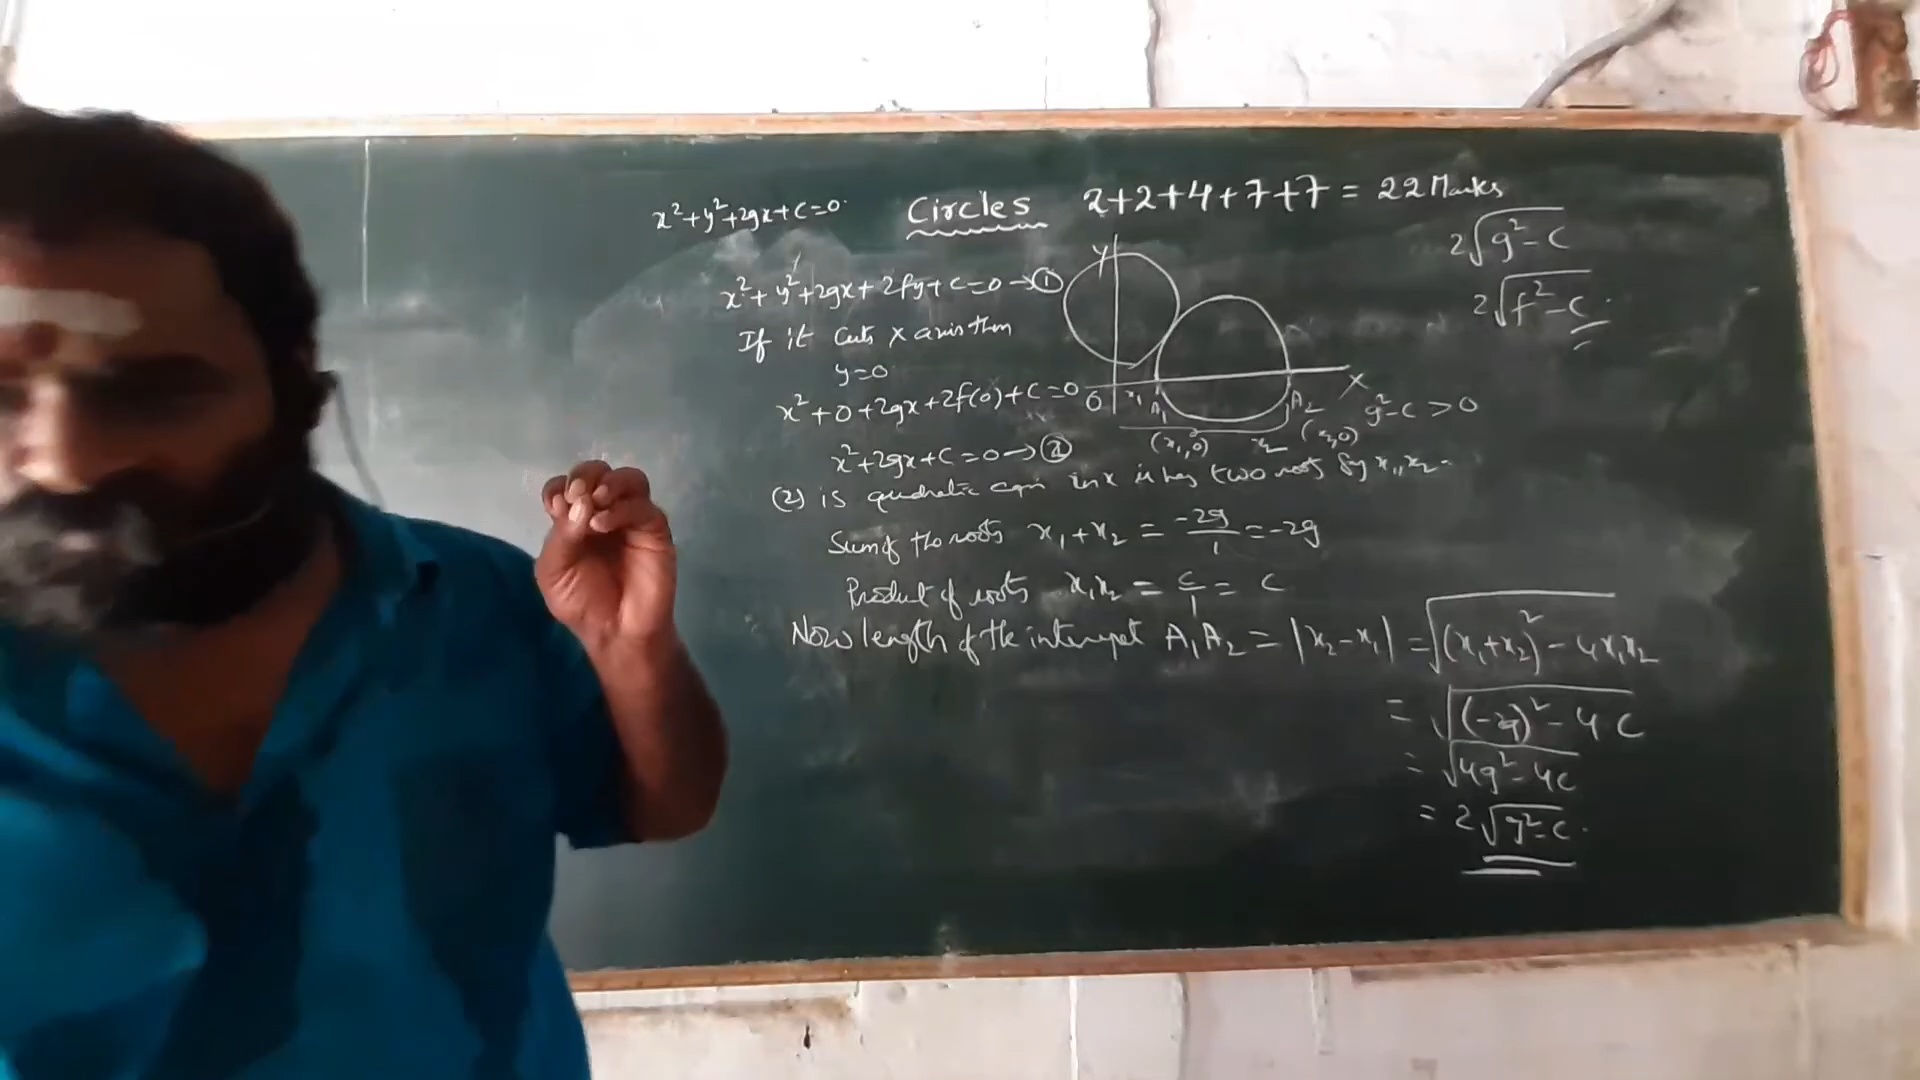 x²+y²+2gx+c=0
Circles 2+2+4+7+7 = 22 Marks
2√g²-c
2√f²-c
x²+y²+2gx+2fy+c=0→①
If it cuts x axis then
y=0
x²+0+2gx+2f(0)+c=0
x²+2gx+c=0→②
Y
X
O
x₁
A₁
A₂
(x₁,0)
x₂
(x₂,0)
g²-c>0
(2) is quadratic eqn in x it has two roots say x₁, x₂
Sum of the roots x₁+x₂ = -2g/1 = -2g
Product of roots x₁x₂ = c/1 = c
Now length of the intercept A₁A₂ = |x₂-x₁| = √(x₁+x₂)²-4x₁x₂
= √(-2g)²-4c
= √4g²-4c
= 2√g²-c